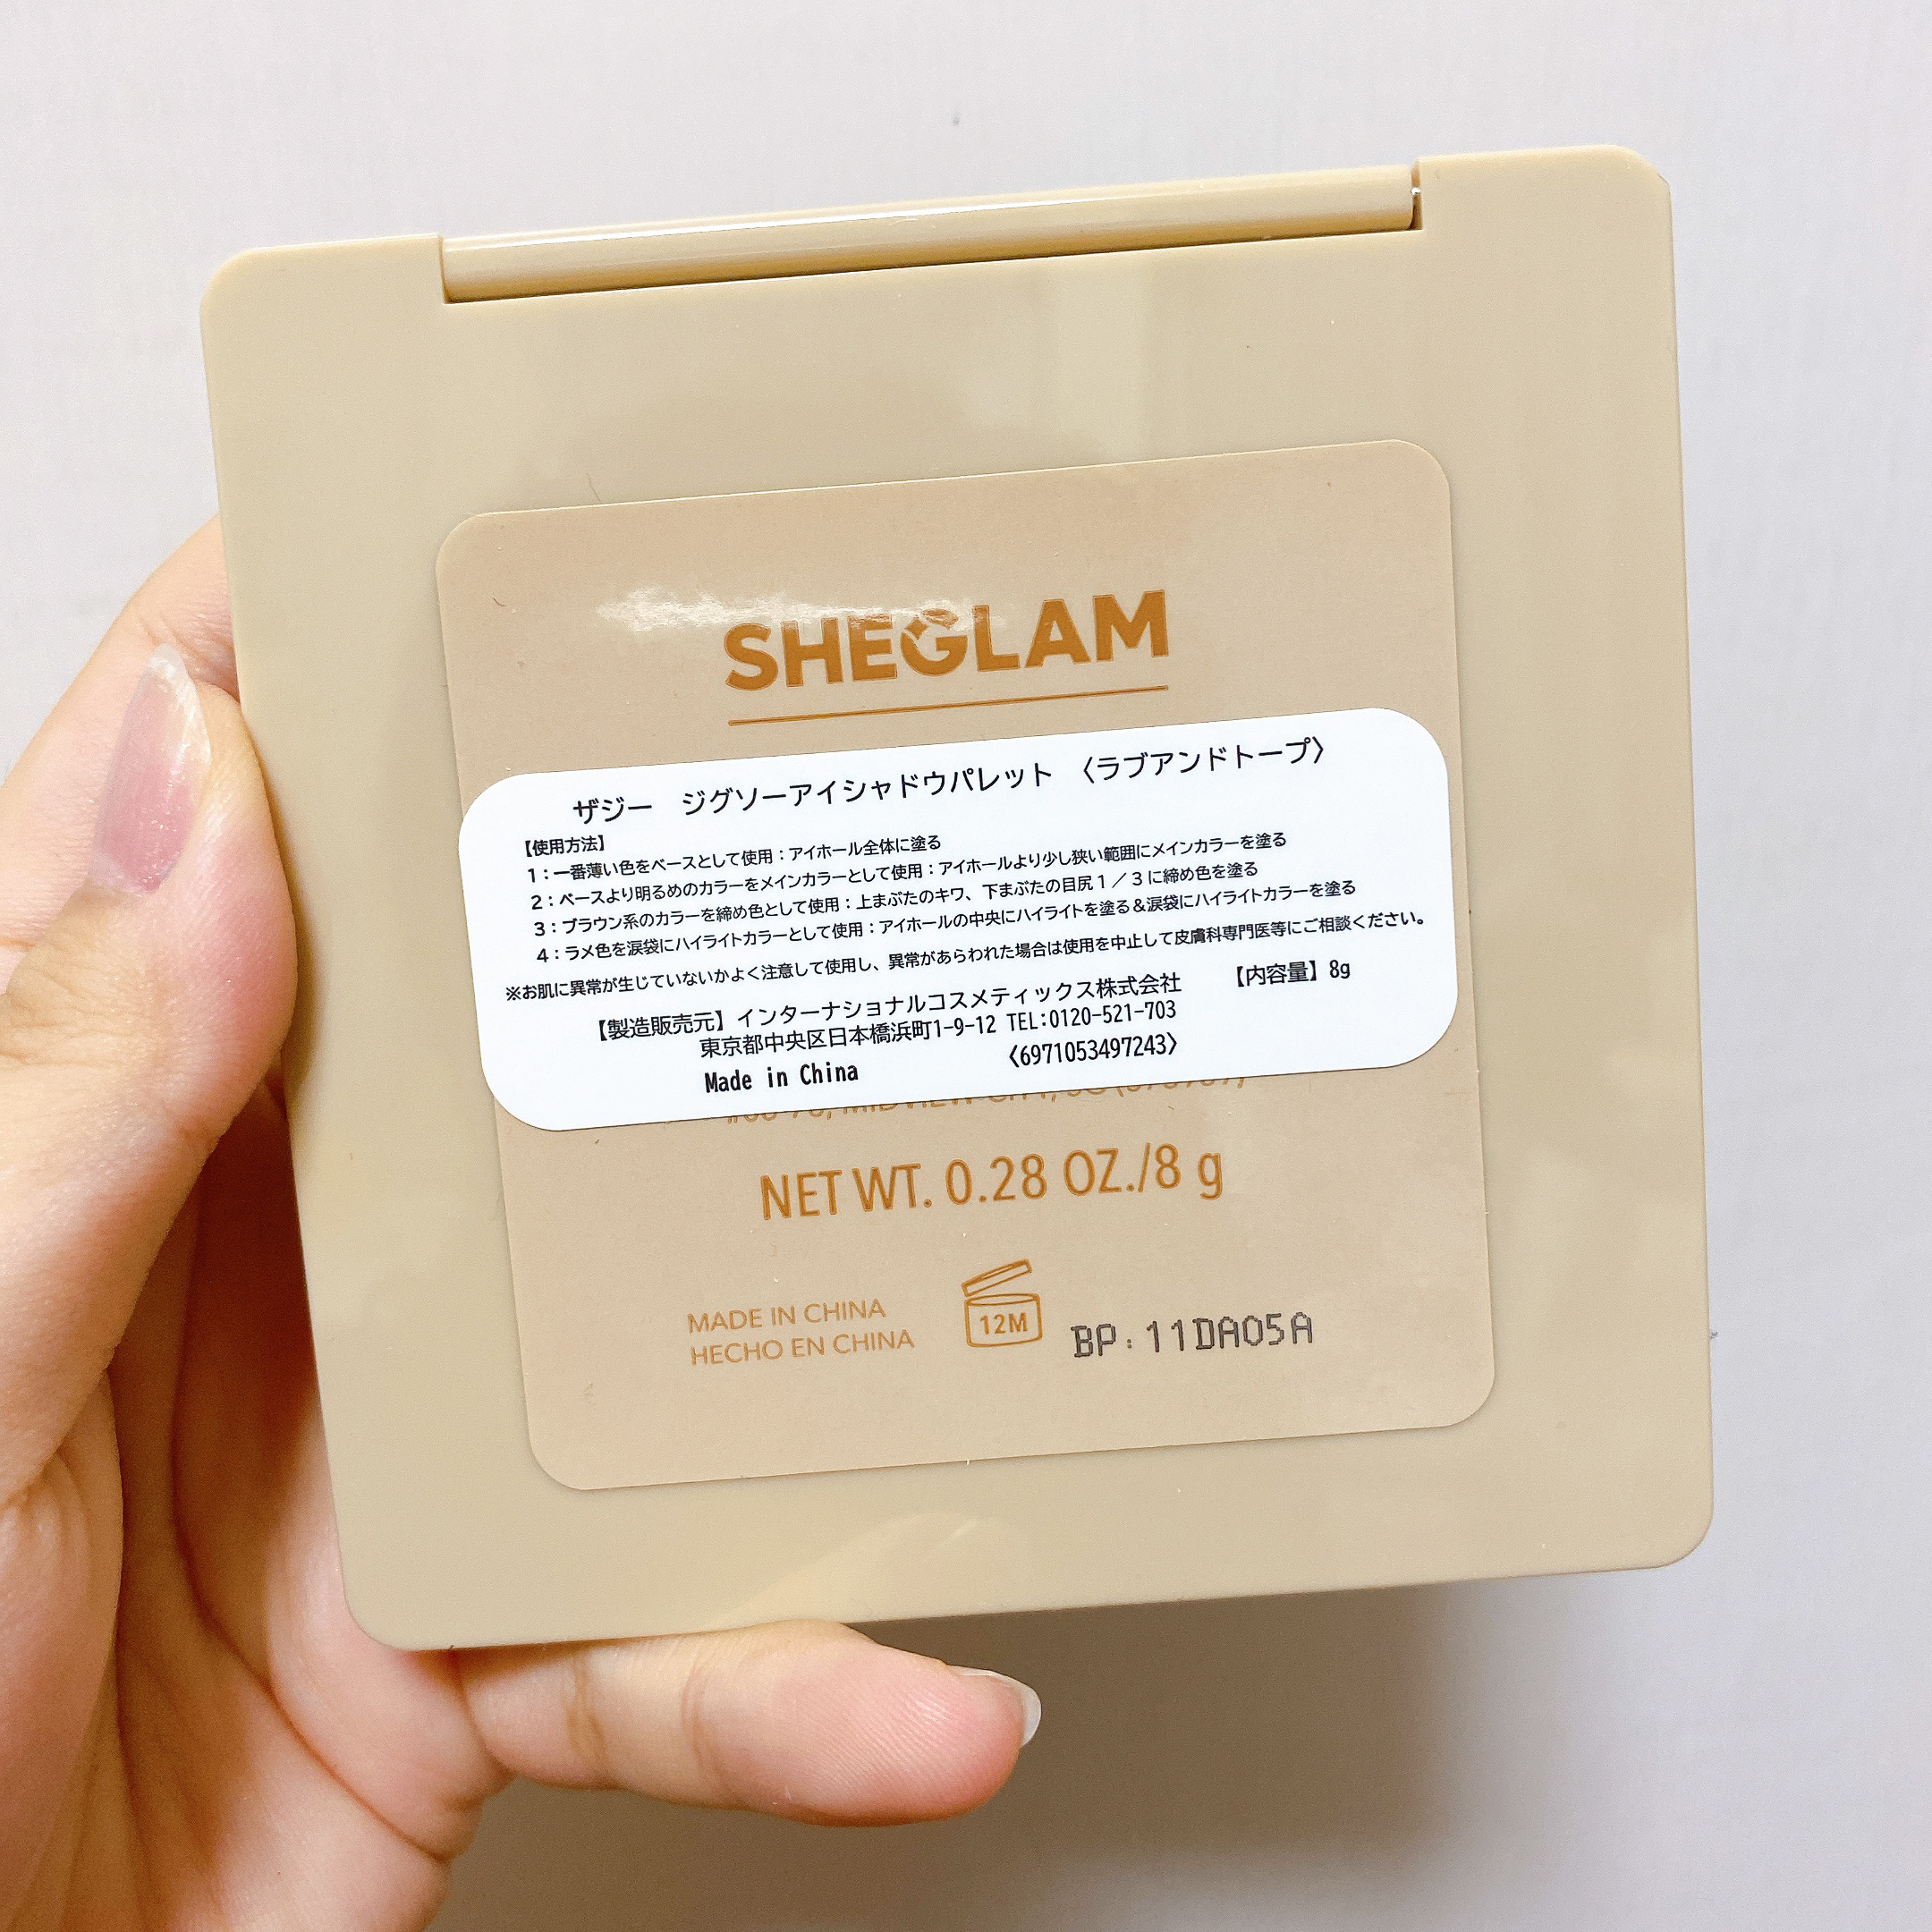 SHEGLAM
ザジー　ジグソーアイシャドウパレット　〈ラブアンドトープ〉
【使用方法】
1：一番薄い色をベースとして使用：アイホール全体に塗る
2：ベースより明るめのカラーをメインカラーとして使用：アイホールより少し狭い範囲にメインカラーを塗る
3：ブラウン系のカラーを締め色として使用：上まぶたのキワ、下まぶたの目尻１／３に締め色を塗る
4：ラメ色を涙袋にハイライトカラーとして使用：アイホールの中央にハイライトを塗る＆涙袋にハイライトカラーを塗る
※お肌に異常が生じていないかよく注意して使用し、異常があらわれた場合は使用を中止して皮膚科専門医等にご相談ください。
【製造販売元】インターナショナルコスメティックス株式会社　【内容量】8g
東京都中央区日本橋浜町1-9-12 TEL:0120-521-703
Made in China 〈6971053497243〉
NET WT. 0.28 OZ./8 g
MADE IN CHINA
HECHO EN CHINA
12M
BP: 11DA05A